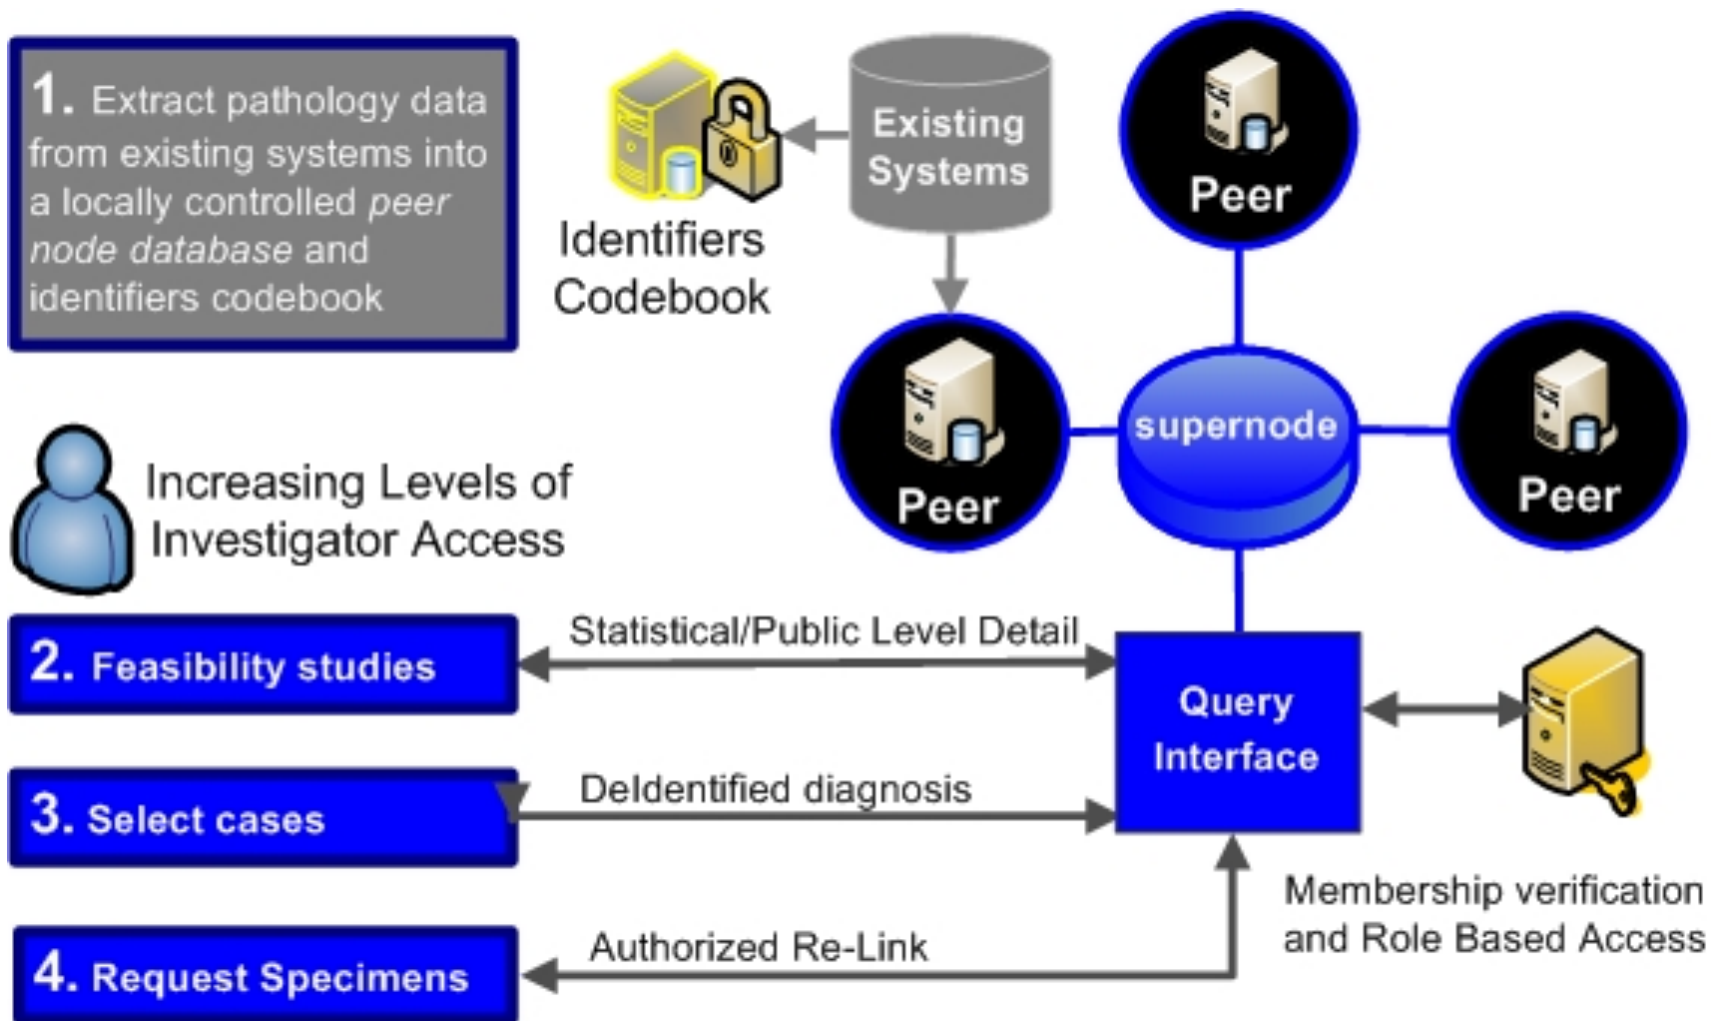 1. Extract pathology data
from existing systems into
a locally controlled peer
node database and
identifiers codebook
Identifiers
Codebook
Existing
Systems
Peer
Peer
supernode
Peer
Increasing Levels of
Investigator Access
2. Feasibility studies
Statistical/Public Level Detail
Query
Interface
3. Select cases
DeIdentified diagnosis
Membership verification
and Role Based Access
4. Request Specimens
Authorized Re-Link